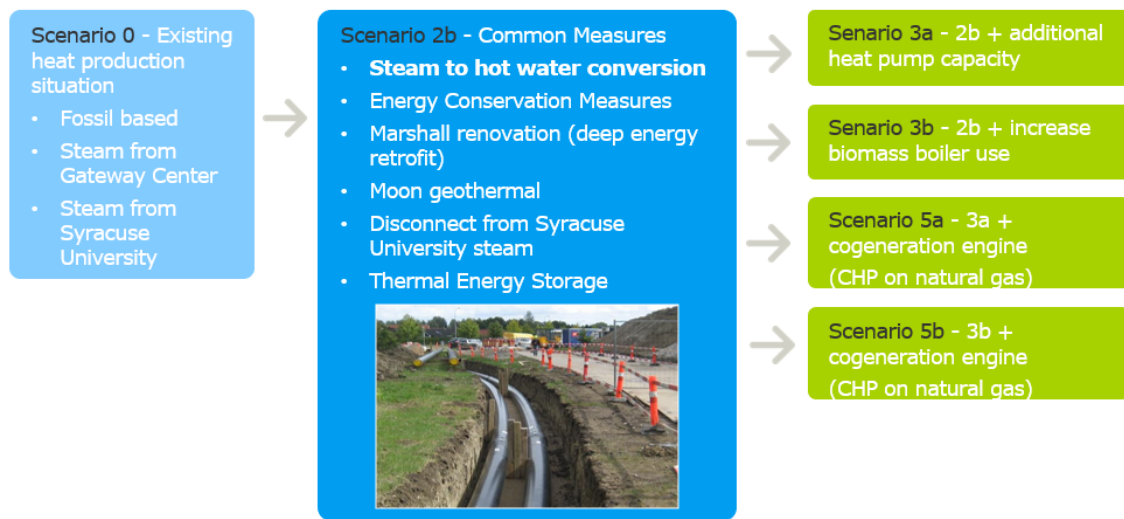 Scenario 0 - Existing
heat production
situation
• Fossil based
• Steam from
Gateway Center
• Steam from
Syracuse
University
Scenario 2b - Common Measures
• Steam to hot water conversion
• Energy Conservation Measures
• Marshall renovation (deep energy
retrofit)
• Moon geothermal
• Disconnect from Syracuse
University steam
• Thermal Energy Storage
Senario 3a - 2b + additional
heat pump capacity
Senario 3b - 2b + increase
biomass boiler use
Scenario 5a - 3a +
cogeneration engine
(CHP on natural gas)
Scenario 5b - 3b +
cogeneration engine
(CHP on natural gas)